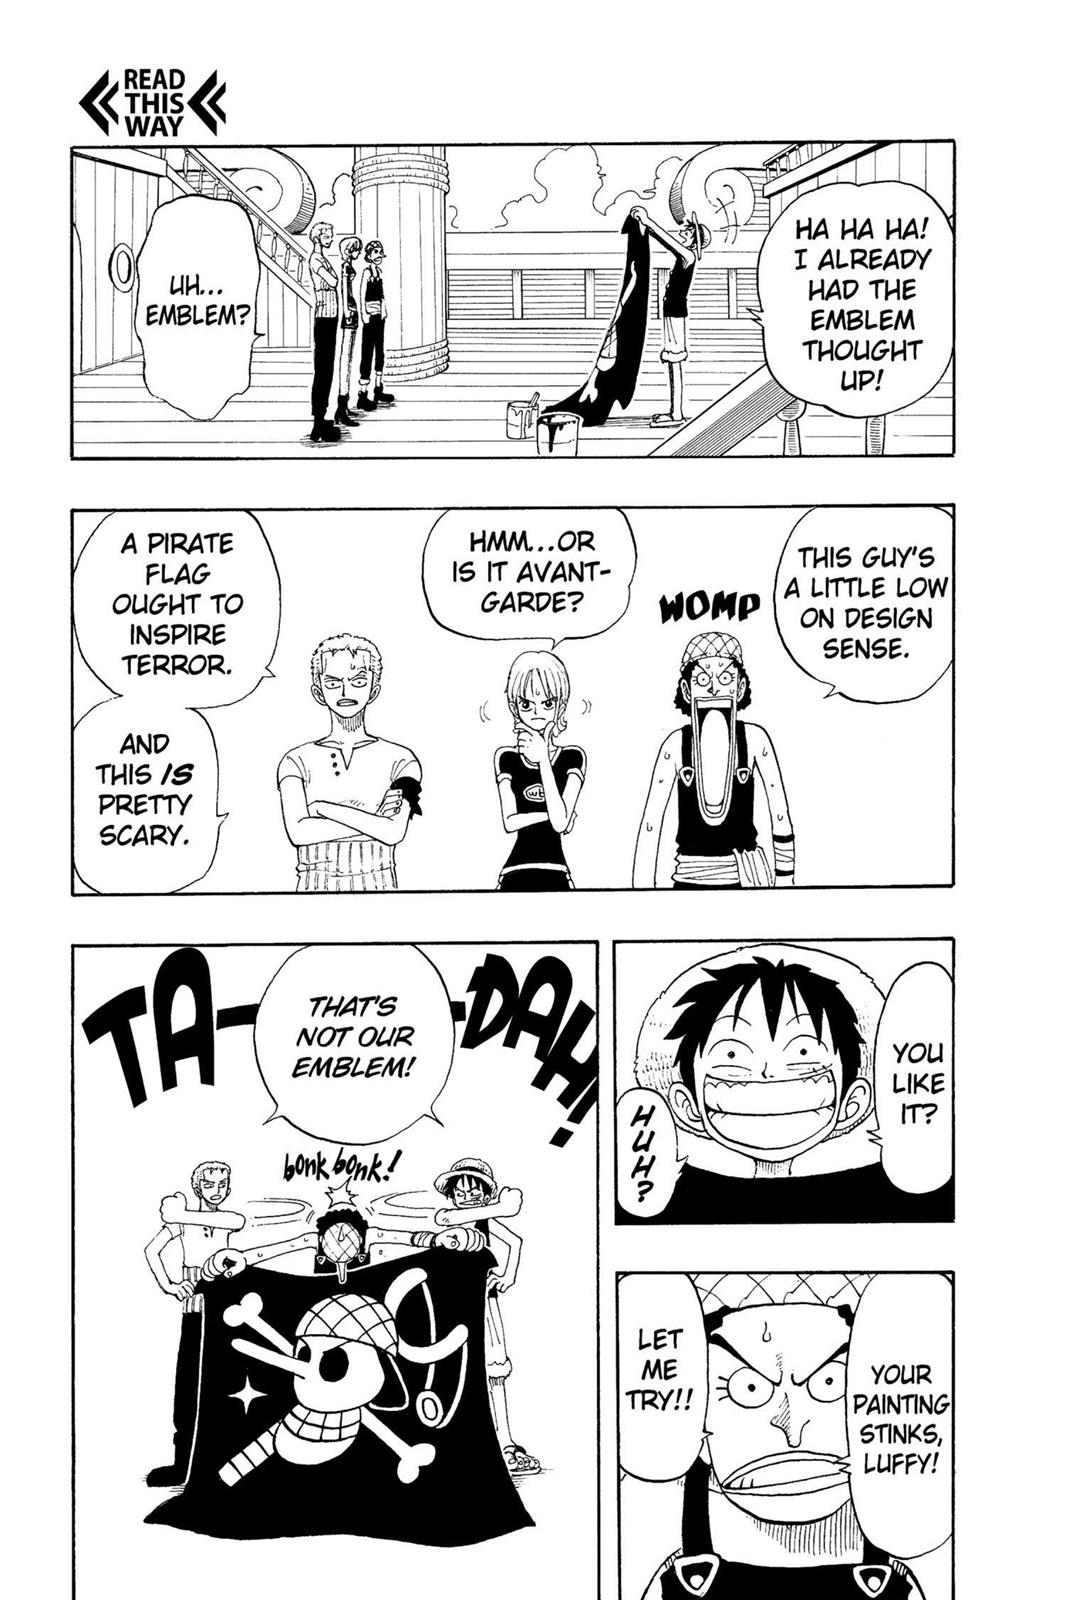 READ
THIS
WAY
HA HA HA!
I ALREADY
HAD THE
EMBLEM
THOUGHT
UP!
UH...
EMBLEM?
THIS GUY'S
A LITTLE LOW
ON DESIGN
SENSE.
WOMP
HMM...OR
IS IT AVANT-
GARDE?
A PIRATE
FLAG
OUGHT TO
INSPIRE
TERROR.
AND
THIS IS
PRETTY
SCARY.
YOU
LIKE
IT?
HUH?
YOUR
PAINTING
STINKS,
LUFFY!
LET
ME
TRY!!
TA-DAH!
THAT'S
NOT OUR
EMBLEM!
bonk bonk!